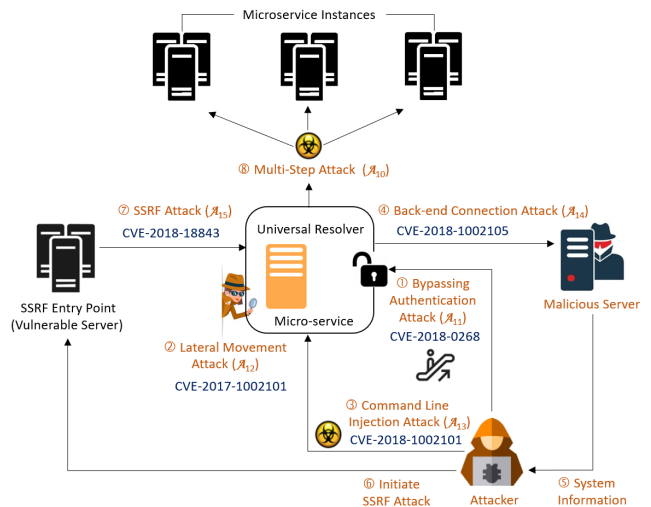 Microservice Instances
⑧ Multi-Step Attack (𝒜10)
⑦ SSRF Attack (𝒜15)
CVE-2018-18843
Universal Resolver
④ Back-end Connection Attack (𝒜14)
CVE-2018-1002105
SSRF Entry Point
(Vulnerable Server)
Micro-service
① Bypassing
Authentication
Attack (𝒜11)
CVE-2018-0268
Malicious Server
② Lateral Movement
Attack (𝒜12)
CVE-2017-1002101
③ Command Line
Injection Attack (𝒜13)
CVE-2018-1002101
⑥ Initiate
SSRF Attack
Attacker
⑤ System
Information